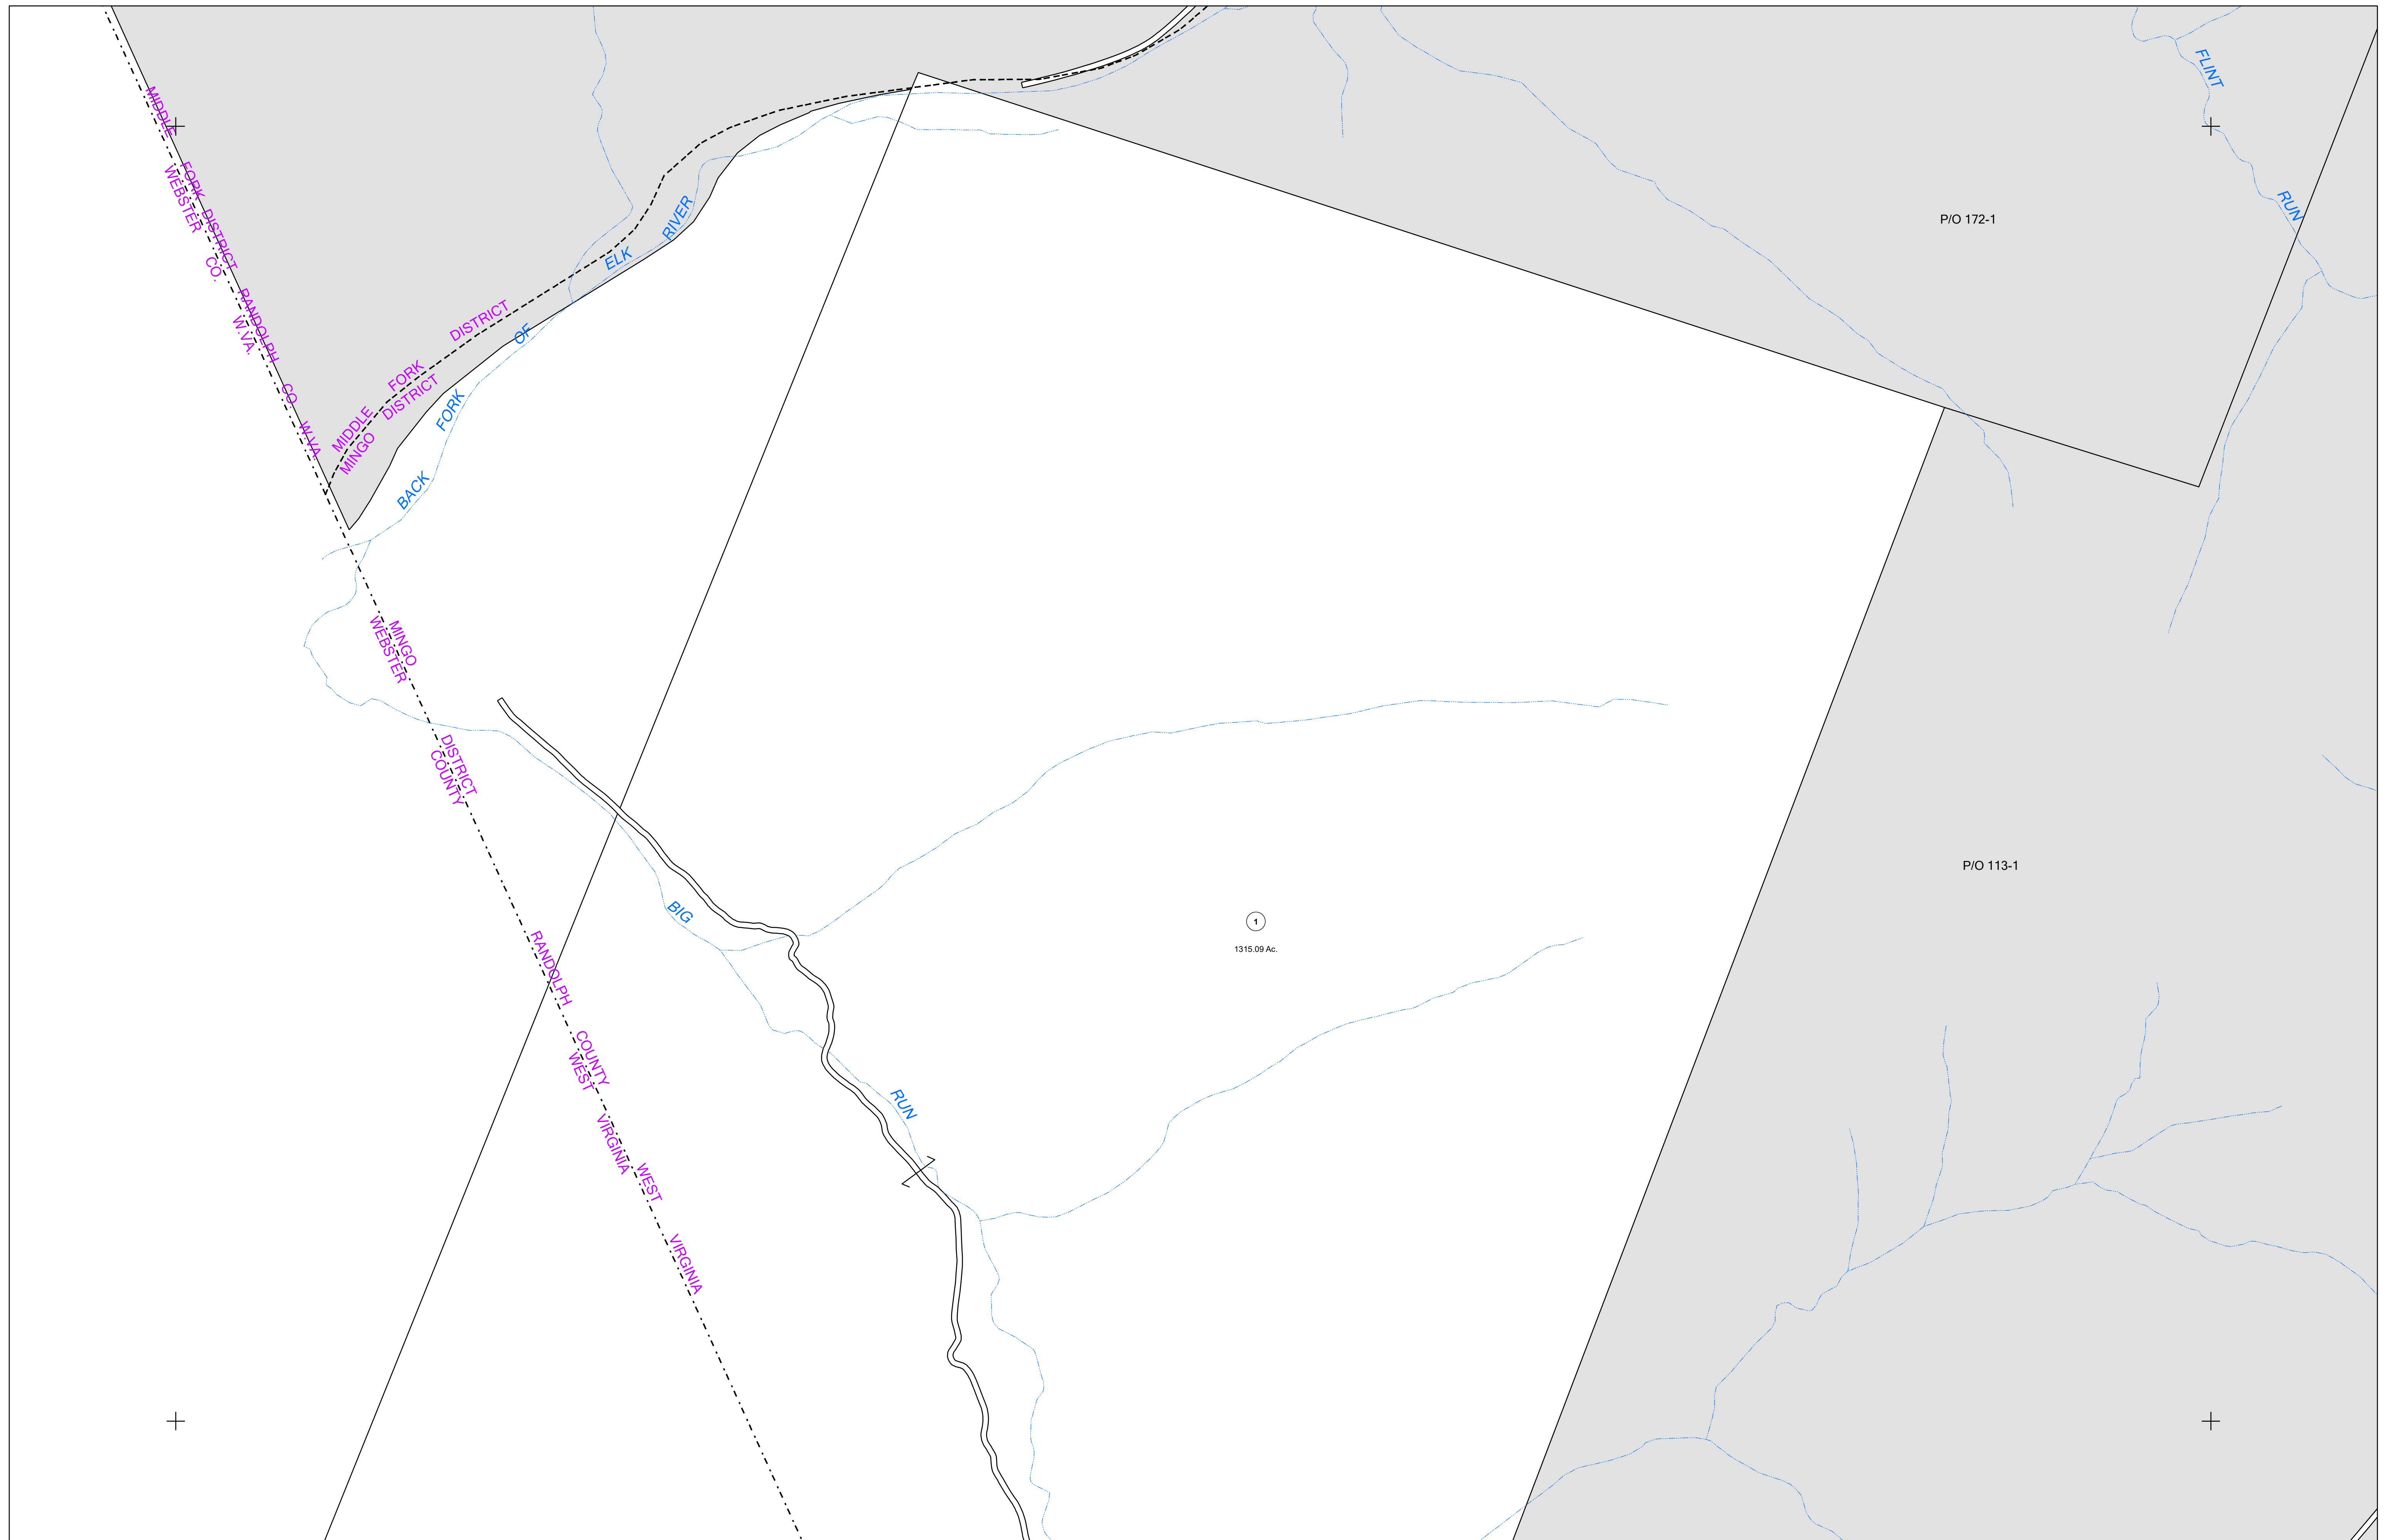 FLINT
RUN
MIDDLE FORK DISTRICT RANDOLPH CO. W.VA.
WEBSTER CO. W.VA.
P/O 172-1
MIDDLE FORK DISTRICT
MINGO DISTRICT
BACK FORK OF ELK RIVER
MINGO DISTRICT RANDOLPH COUNTY WEST VIRGINIA
WEBSTER COUNTY WEST VIRGINIA
P/O 113-1
BIG RUN
1
1315.09 Ac.